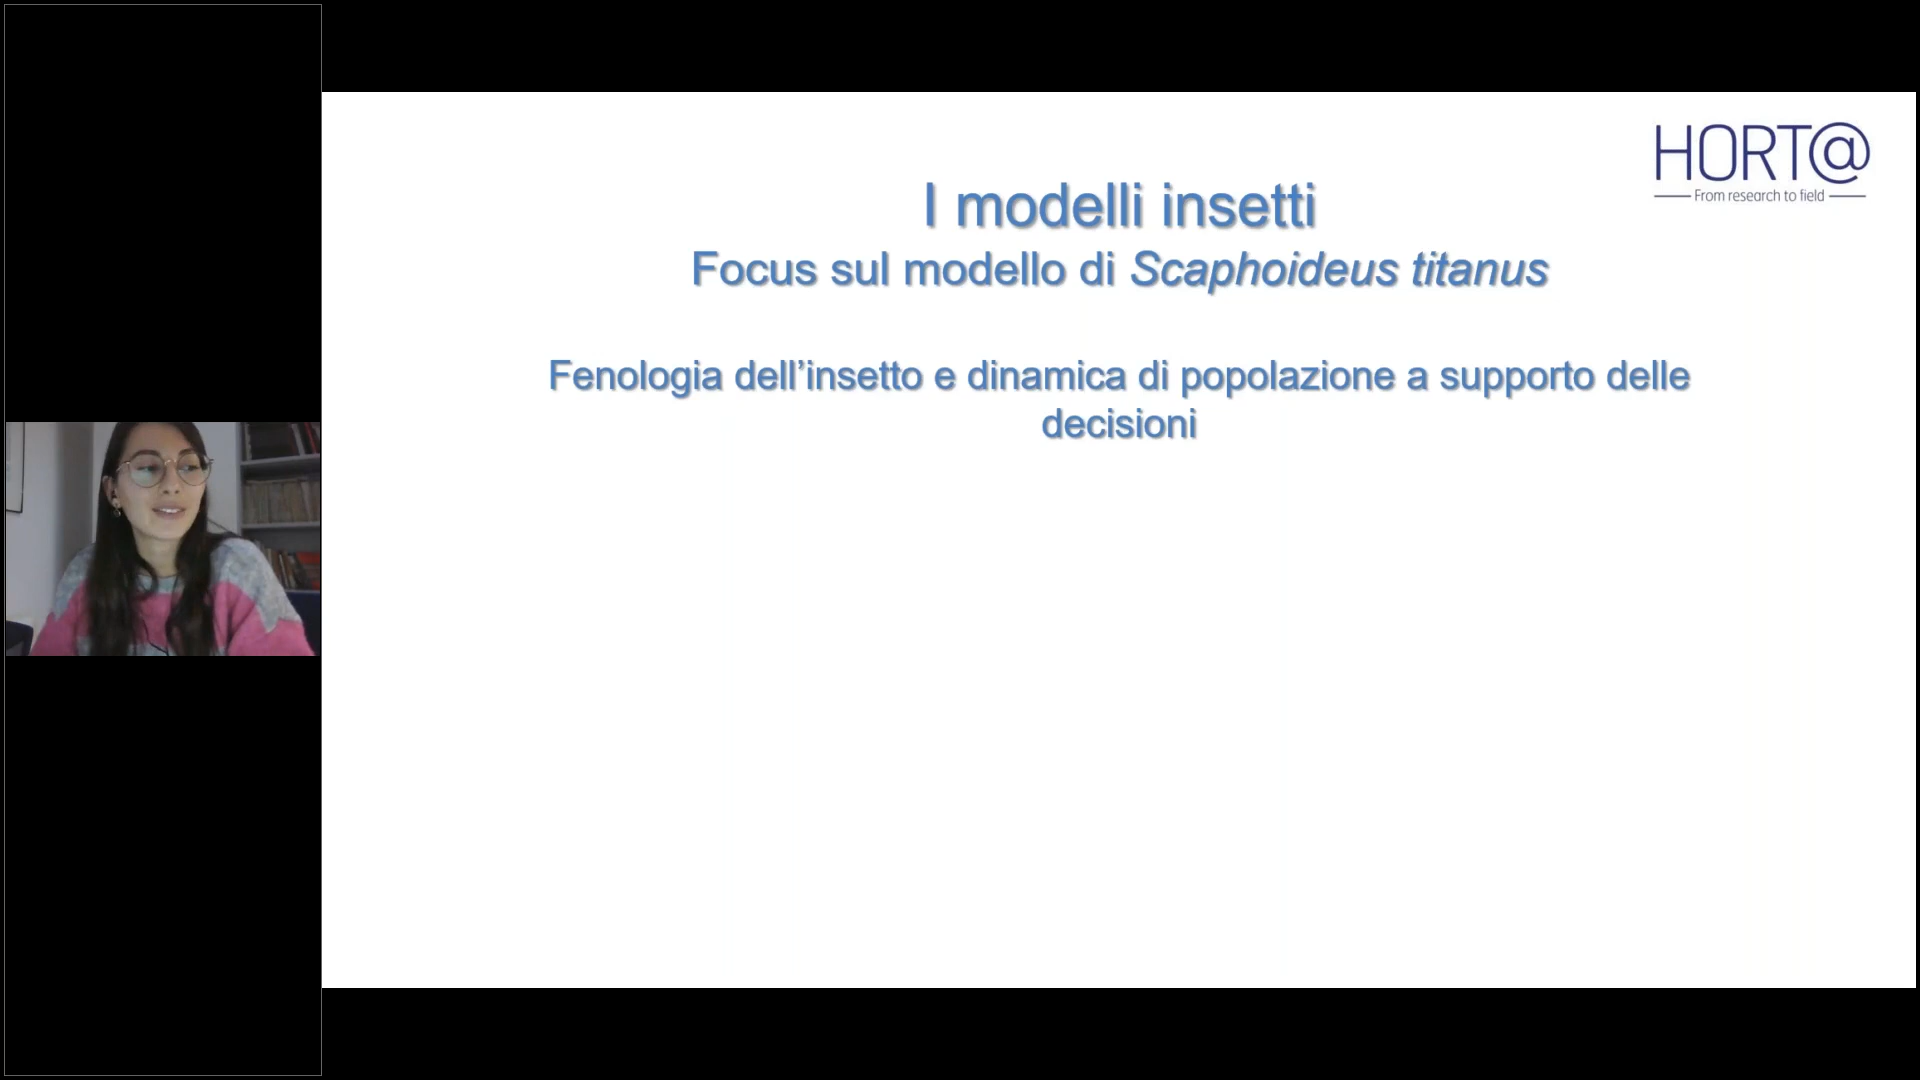 HORT@
From research to field
I modelli insetti
Focus sul modello di Scaphoideus titanus
Fenologia dell’insetto e dinamica di popolazione a supporto delle
decisioni